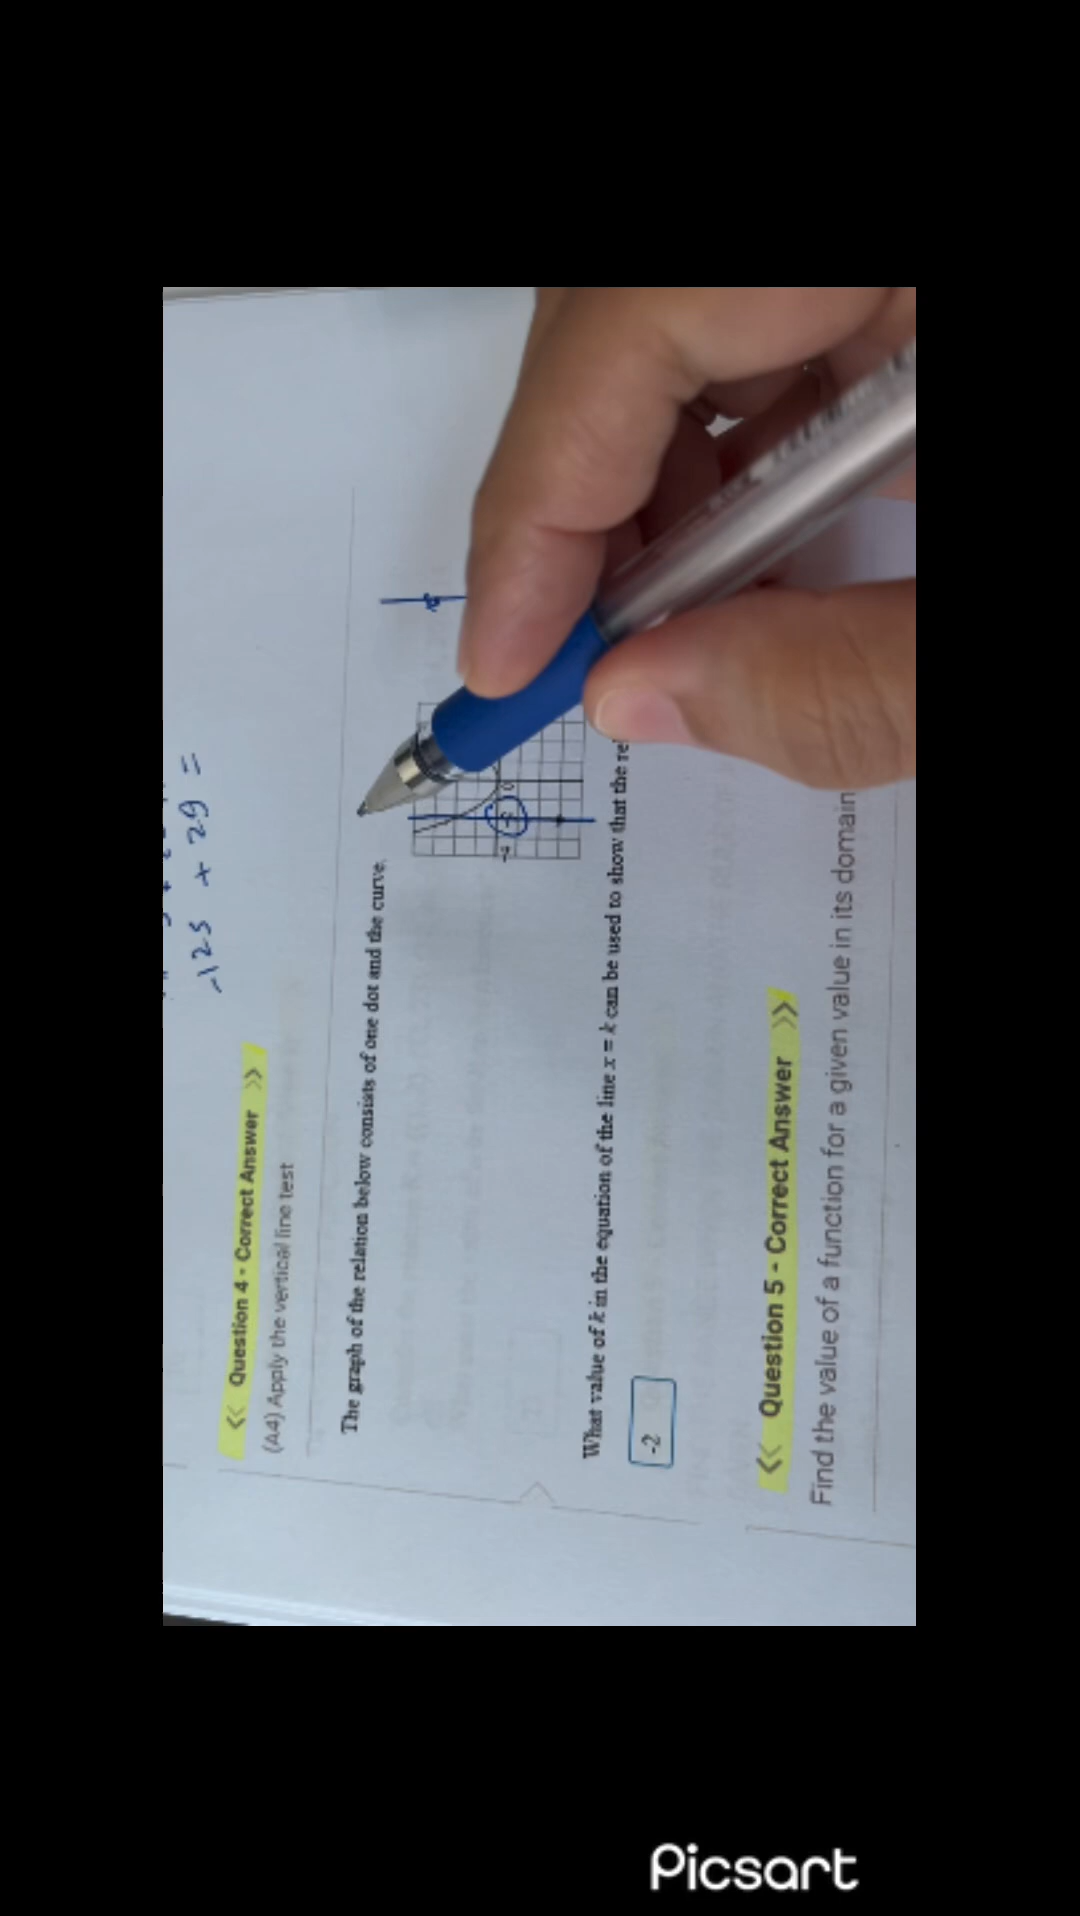 -125 + 29 =
<< Question 4 - Correct Answer >>
(A4) Apply the vertical line test
The graph of the relation below consists of one dot and the curve.
-4 -2 0
What value of k in the equation of the line x = k can be used to show that the
-2
<< Question 5 - Correct Answer >>
Find the value of a function for a given value in its domain
Picsart